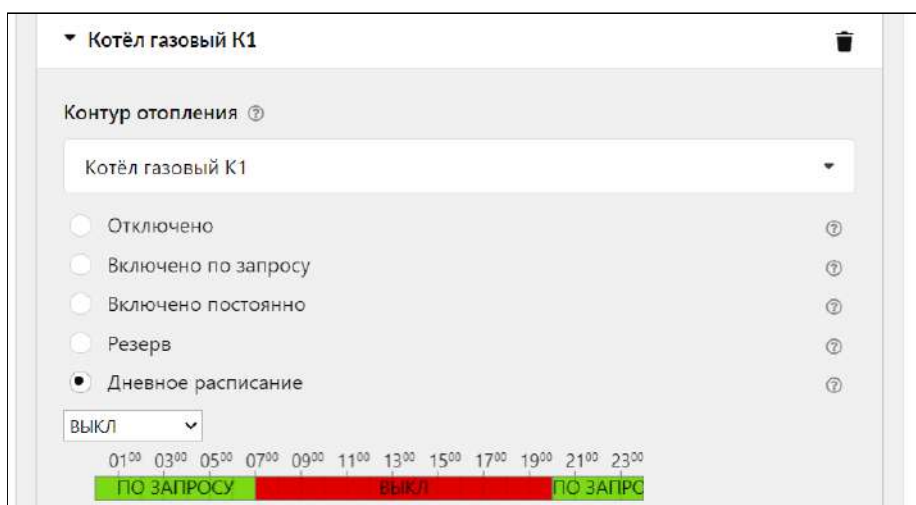 Котёл газовый К1
Контур отопления ?
Котёл газовый К1
Отключено ?
Включено по запросу ?
Включено постоянно ?
Резерв ?
Дневное расписание ?
ВЫКЛ
01⁰⁰ 03⁰⁰ 05⁰⁰ 07⁰⁰ 09⁰⁰ 11⁰⁰ 13⁰⁰ 15⁰⁰ 17⁰⁰ 19⁰⁰ 21⁰⁰ 23⁰⁰
ПО ЗАПРОСУ ВЫКЛ ПО ЗАПРО